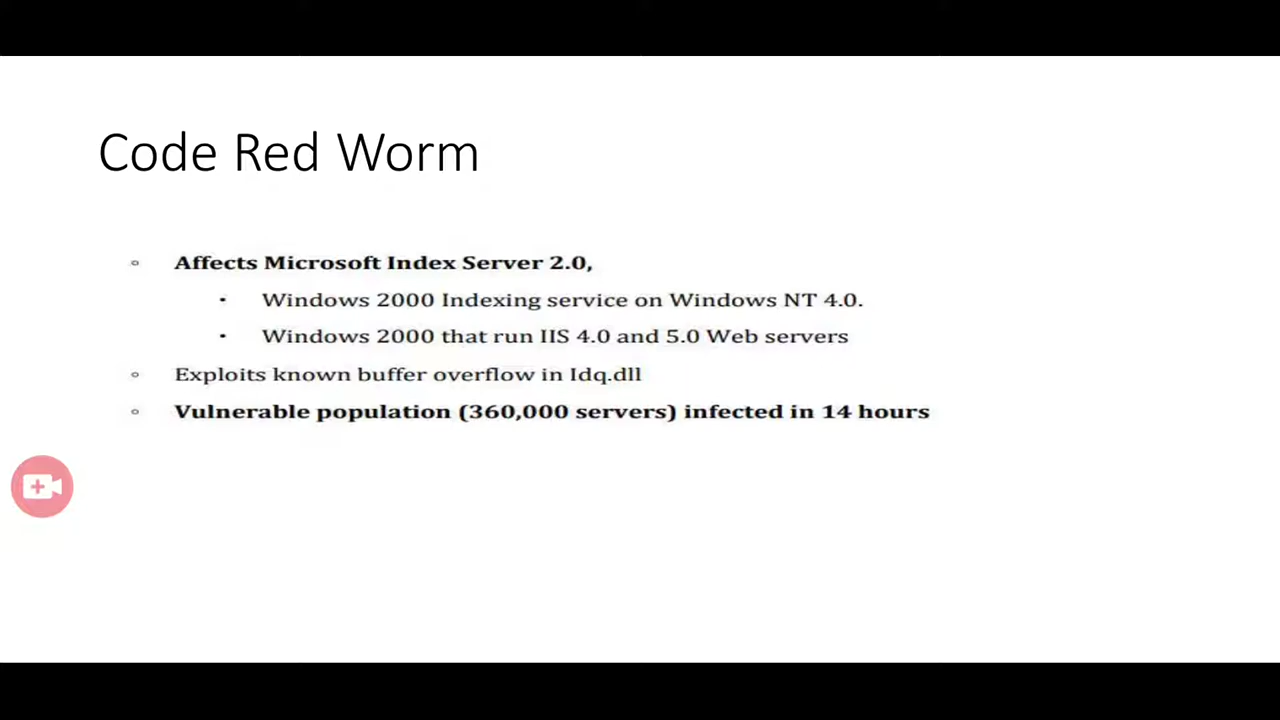 Code Red Worm
◦ Affects Microsoft Index Server 2.0,
• Windows 2000 Indexing service on Windows NT 4.0.
• Windows 2000 that run IIS 4.0 and 5.0 Web servers
◦ Exploits known buffer overflow in Idq.dll
◦ Vulnerable population (360,000 servers) infected in 14 hours